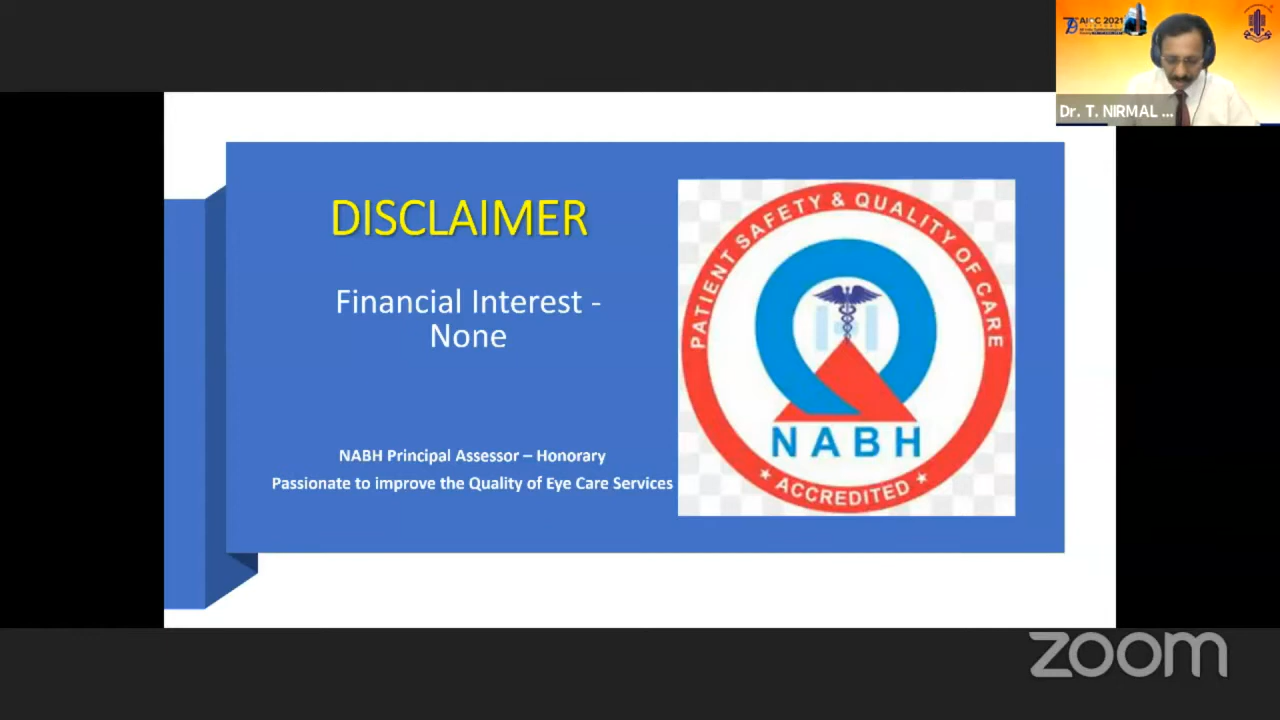 AIOC 2021
Dr. T. NIRMAL ...
DISCLAIMER
Financial Interest -
None
NABH Principal Assessor – Honorary
Passionate to improve the Quality of Eye Care Services
PATIENT SAFETY & QUALITY OF CARE
NABH
ACCREDITED
zoom